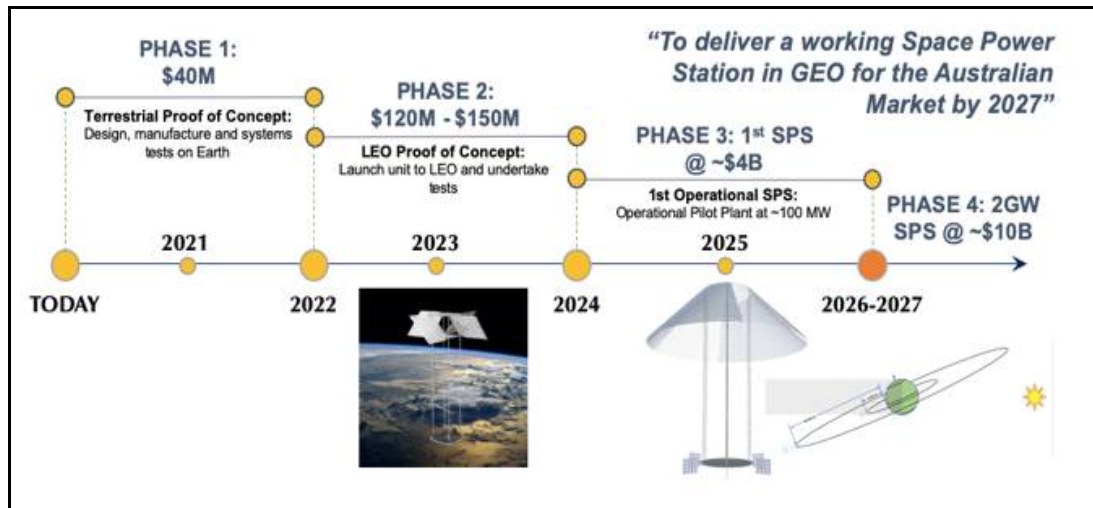 PHASE 1:
$40M
Terrestrial Proof of Concept:
Design, manufacture and systems
tests on Earth
PHASE 2:
$120M - $150M
LEO Proof of Concept:
Launch unit to LEO and undertake
tests
“To deliver a working Space Power
Station in GEO for the Australian
Market by 2027”
PHASE 3: 1st SPS
@ ~$4B
1st Operational SPS:
Operational Pilot Plant at ~100 MW
PHASE 4: 2GW
SPS @ ~$10B
2021
2023
2025
TODAY
2022
2024
2026-2027